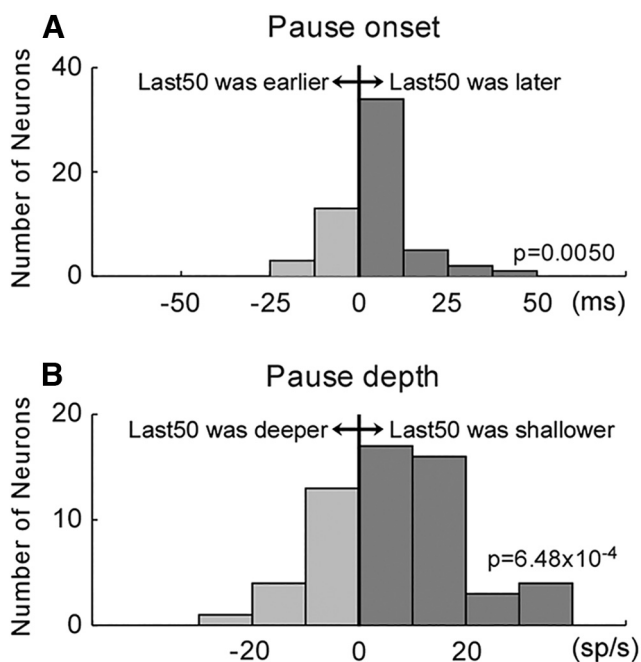 A
Pause onset
Number of Neurons
40
20
0
Last50 was earlier
Last50 was later
p=0.0050
-50
-25
0
25
50
(ms)
B
Pause depth
Number of Neurons
20
10
0
Last50 was deeper
Last50 was shallower
p=6.48x10-4
-20
0
20
(sp/s)